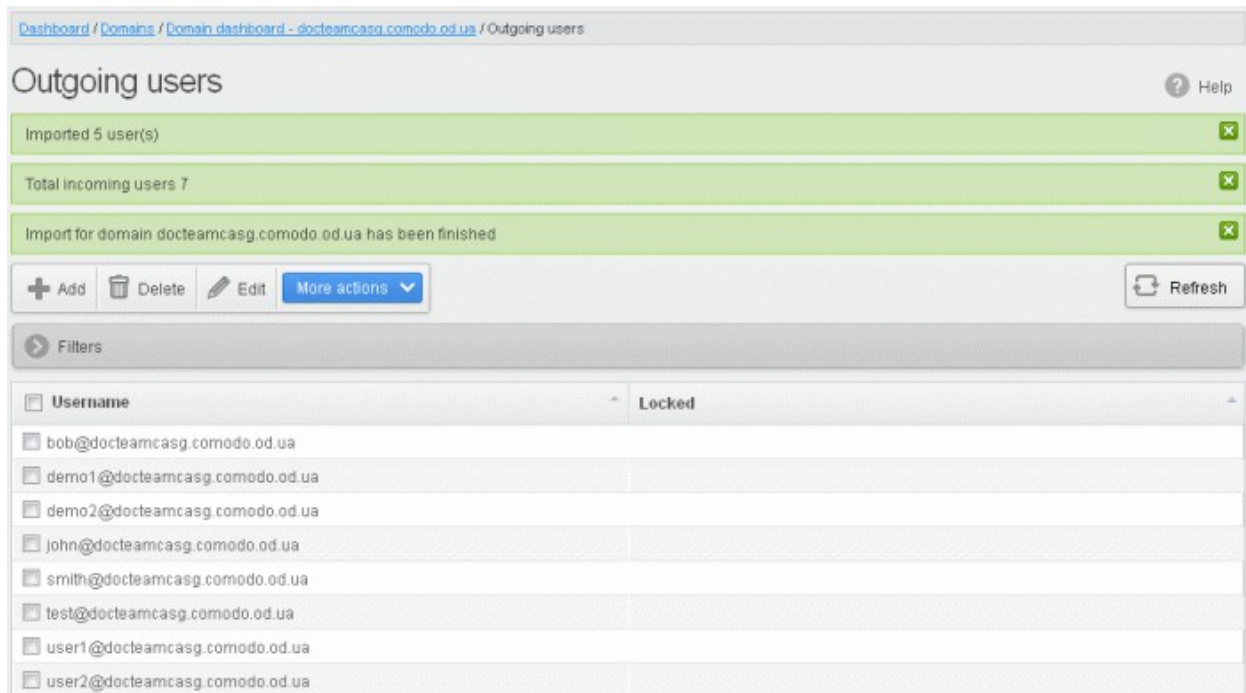 Dashboard / Domains / Domain dashboard - docteamcasg.comodo.od.ua / Outgoing users
Outgoing users
Help
Imported 5 user(s)
Total incoming users 7
Import for domain docteamcasg.comodo.od.ua has been finished
Add Delete Edit More actions Refresh
Filters
Username Locked
bob@docteamcasg.comodo.od.ua
demo1@docteamcasg.comodo.od.ua
demo2@docteamcasg.comodo.od.ua
john@docteamcasg.comodo.od.ua
smith@docteamcasg.comodo.od.ua
test@docteamcasg.comodo.od.ua
user1@docteamcasg.comodo.od.ua
user2@docteamcasg.comodo.od.ua